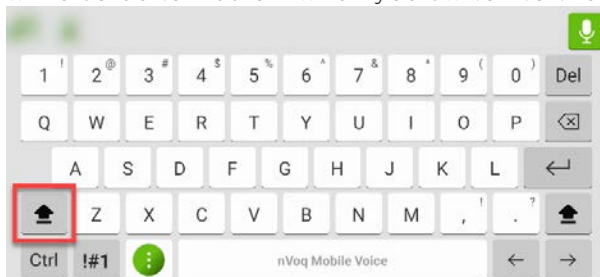 1 ! 2 @ 3 # 4 $ 5 % 6 ^ 7 & 8 * 9 ( 0 ) Del
Q W E R T Y U I O P
A S D F G H J K L
Z X C V B N M , ! . ?
Ctrl !#1 nVoq Mobile Voice ← →